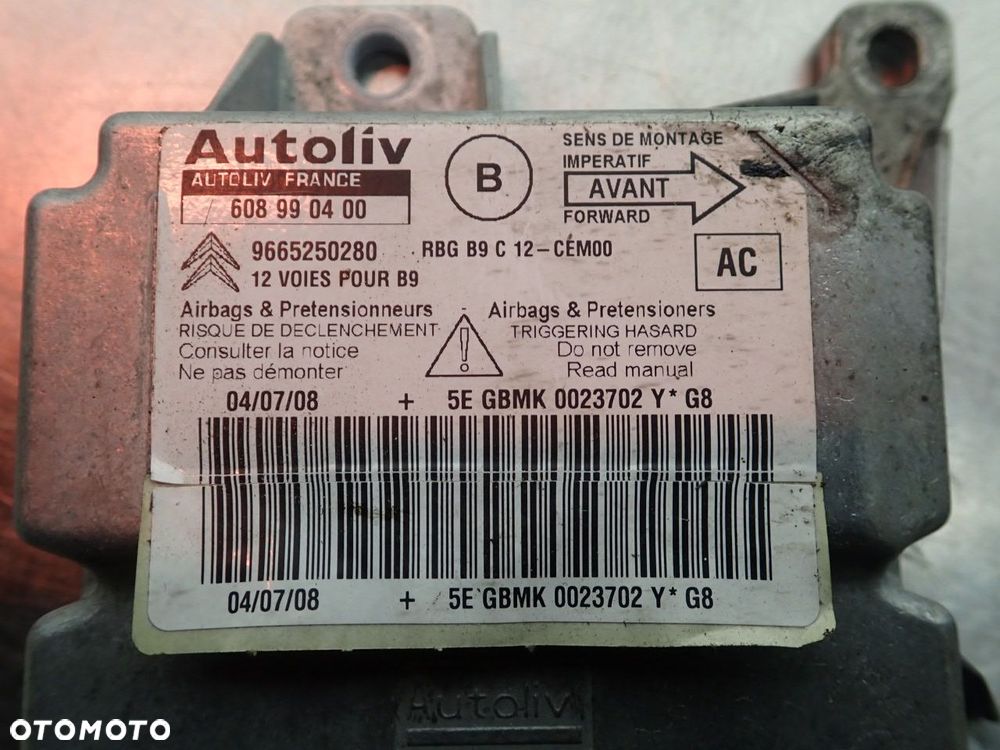 Autoliv
AUTOLIV FRANCE
608 99 04 00
B
SENS DE MONTAGE
IMPERATIF
AVANT
FORWARD
9665250280 RBG B9 C 12-CEM00
12 VOIES POUR B9
AC
Airbags & Pretensionneurs
RISQUE DE DECLENCHEMENT
Consulter la notice
Ne pas démonter
Airbags & Pretensioners
TRIGGERING HASARD
Do not remove
Read manual
04/07/08 + 5E GBMK 0023702 Y* G8
04/07/08 + 5E GBMK 0023702 Y* G8
Autoliv
OTOMOTO